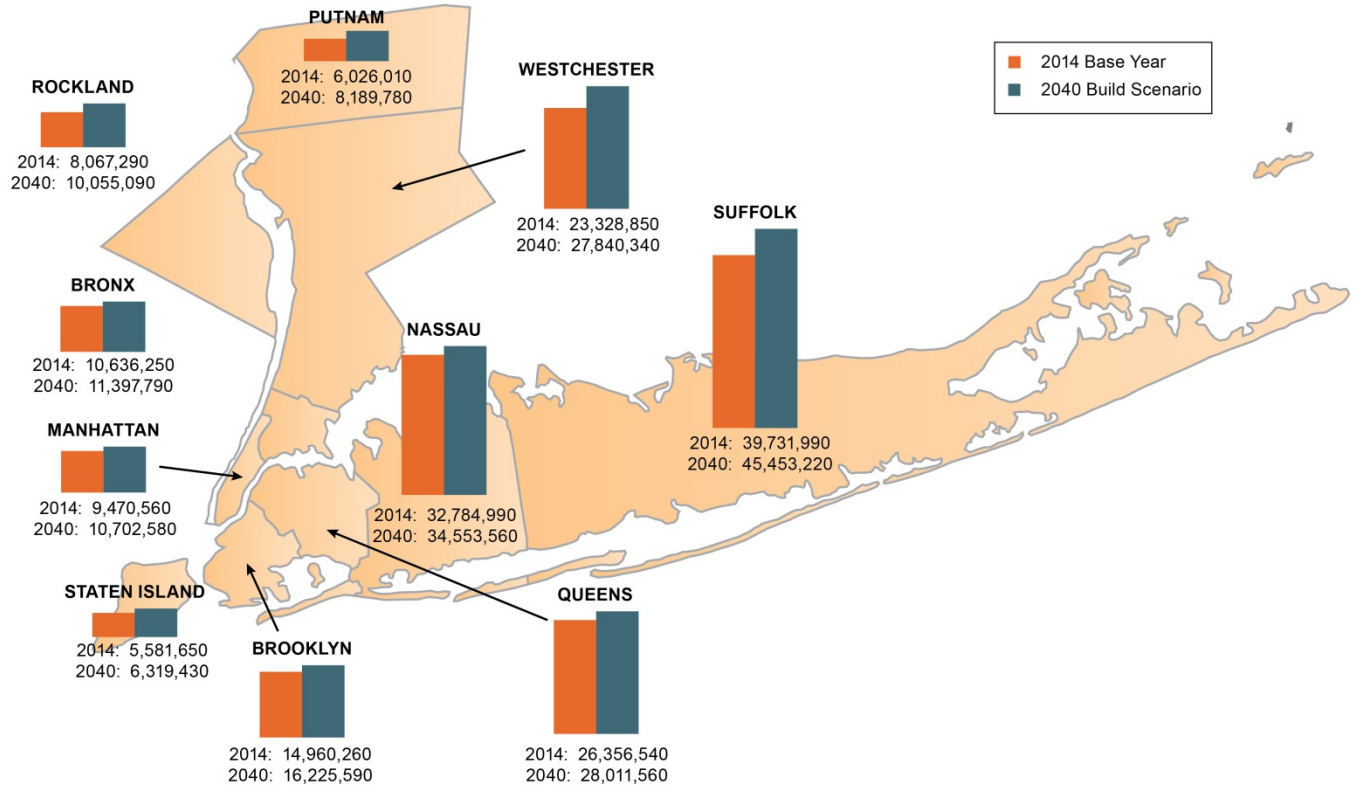 PUTNAM
2014: 6,026,010
2040: 8,189,780
WESTCHESTER
2014: 23,328,850
2040: 27,840,340
2014 Base Year
2040 Build Scenario
ROCKLAND
2014: 8,067,290
2040: 10,055,090
SUFFOLK
2014: 39,731,990
2040: 45,453,220
BRONX
2014: 10,636,250
2040: 11,397,790
NASSAU
2014: 32,784,990
2040: 34,553,560
MANHATTAN
2014: 9,470,560
2040: 10,702,580
STATEN ISLAND
2014: 5,581,650
2040: 6,319,430
BROOKLYN
2014: 14,960,260
2040: 16,225,590
QUEENS
2014: 26,356,540
2040: 28,011,560